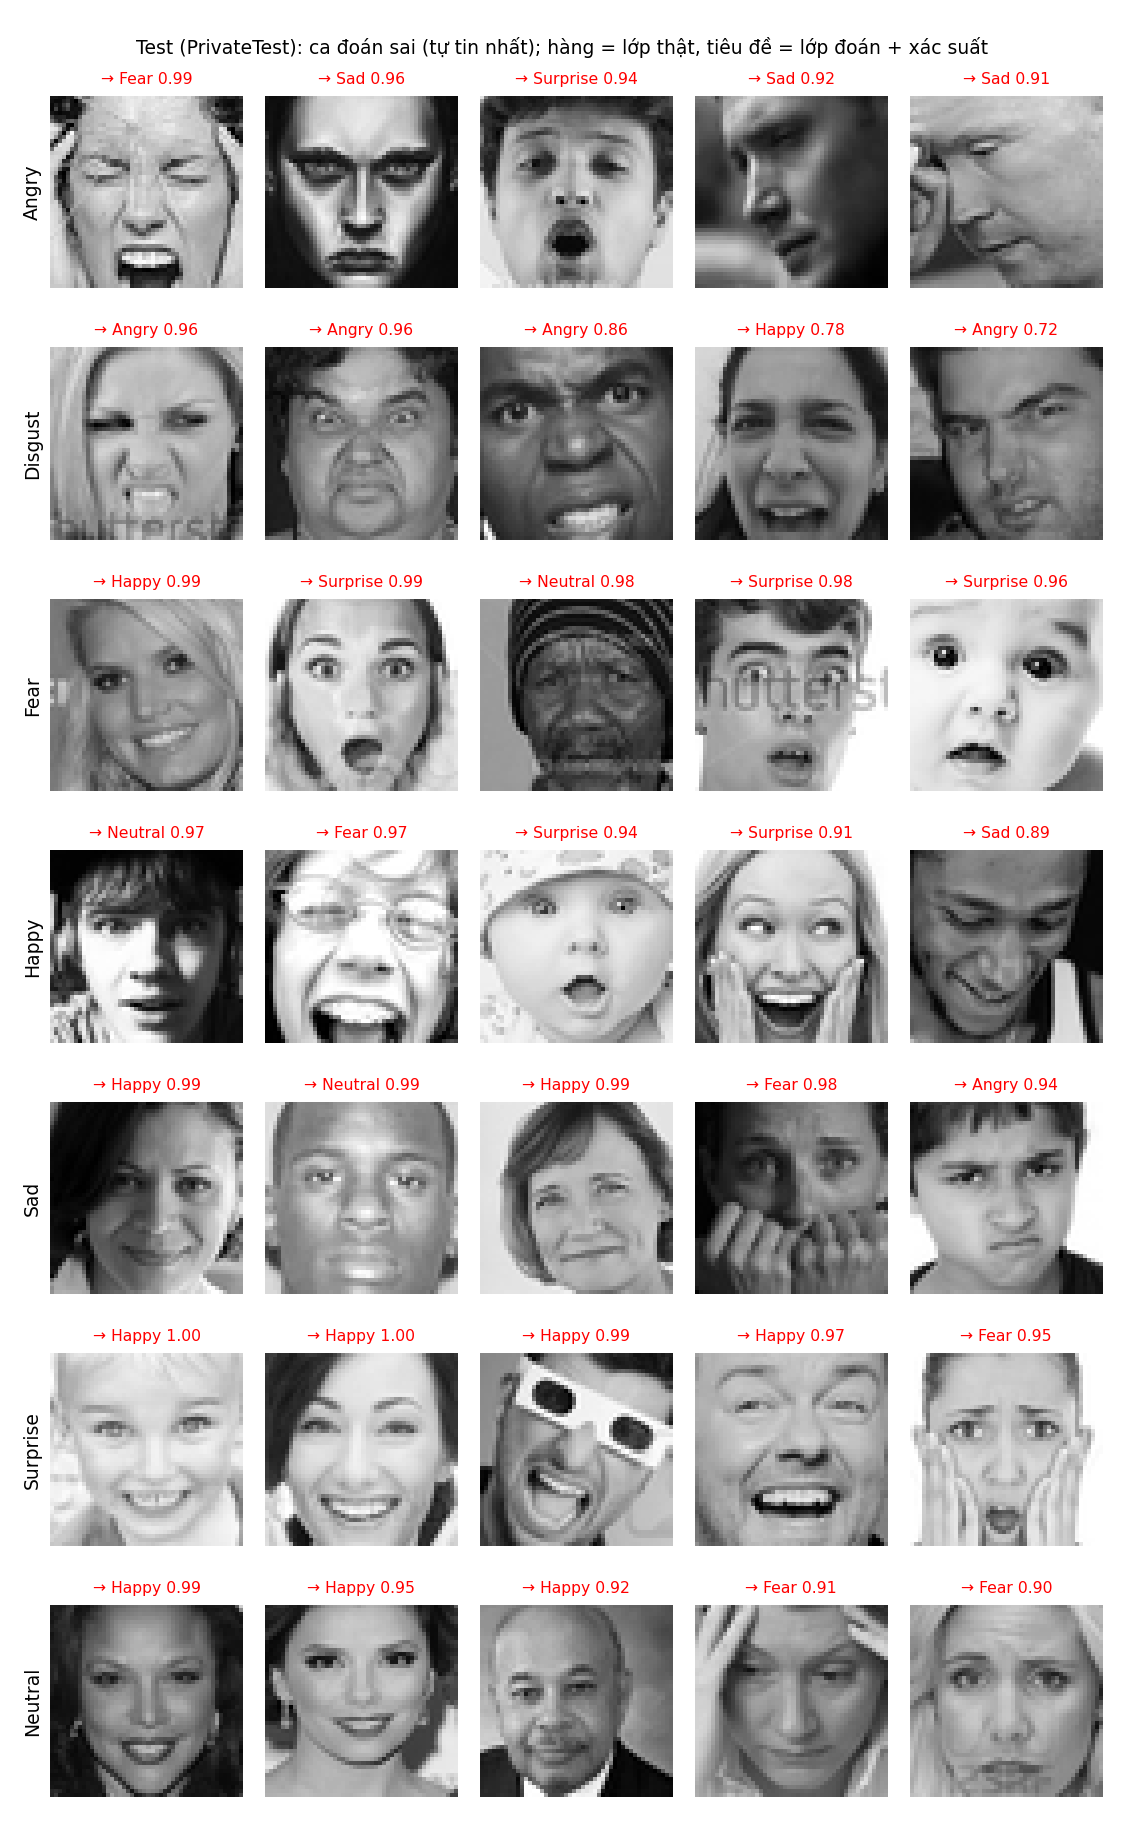 Test (PrivateTest): ca đoán sai (tự tin nhất); hàng = lớp thật, tiêu đề = lớp đoán + xác suất
→ Fear 0.99
→ Sad 0.96
→ Surprise 0.94
→ Sad 0.92
→ Sad 0.91
Angry
→ Angry 0.96
→ Angry 0.96
→ Angry 0.86
→ Happy 0.78
→ Angry 0.72
Disgust
utterst
→ Happy 0.99
→ Surprise 0.99
→ Neutral 0.98
→ Surprise 0.98
→ Surprise 0.96
Fear
utterst
→ Neutral 0.97
→ Fear 0.97
→ Surprise 0.94
→ Surprise 0.91
→ Sad 0.89
Happy
→ Happy 0.99
→ Neutral 0.99
→ Happy 0.99
→ Fear 0.98
→ Angry 0.94
Sad
→ Happy 1.00
→ Happy 1.00
→ Happy 0.99
→ Happy 0.97
→ Fear 0.95
Surprise
→ Happy 0.99
→ Happy 0.95
→ Happy 0.92
→ Fear 0.91
→ Fear 0.90
Neutral